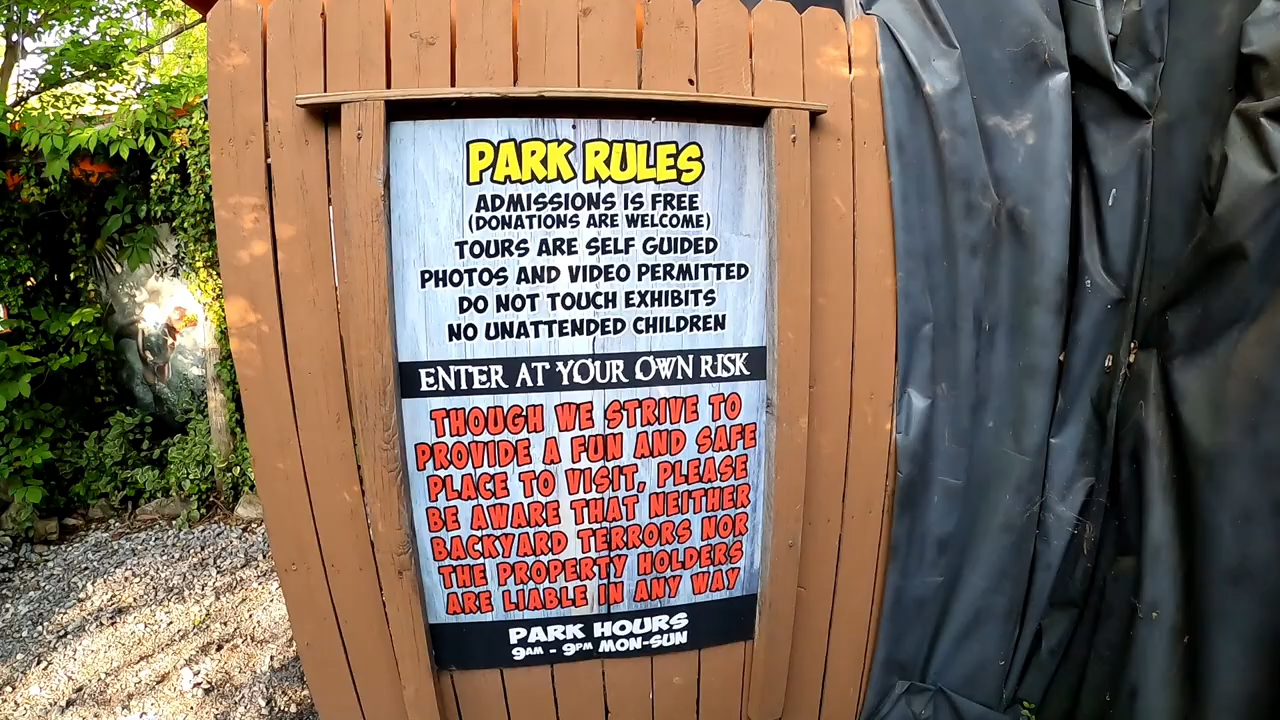 PARK RULES
ADMISSIONS IS FREE
(DONATIONS ARE WELCOME)
TOURS ARE SELF GUIDED
PHOTOS AND VIDEO PERMITTED
DO NOT TOUCH EXHIBITS
NO UNATTENDED CHILDREN
ENTER AT YOUR OWN RISK
THOUGH WE STRIVE TO
PROVIDE A FUN AND SAFE
PLACE TO VISIT, PLEASE
BE AWARE THAT NEITHER
BACKYARD TERRORS NOR
THE PROPERTY HOLDERS
ARE LIABLE IN ANY WAY
PARK HOURS
9AM - 9PM MON-SUN